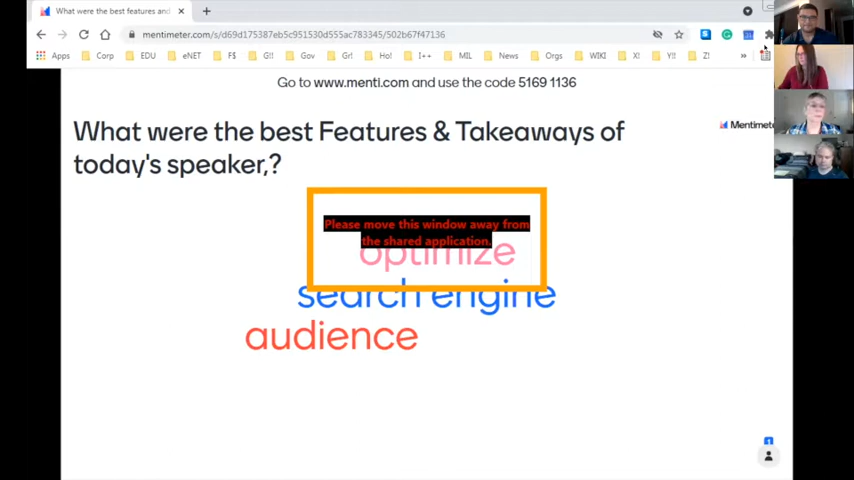 What were the best features and
mentimeter.com/s/d69d175387eb5c951530d555ac783345/502b67f47136
Apps Corp EDU eNET F$ G!! Gov Gr! Ho! I++ MIL News Orgs WIKI X! Y!! Z! »
Go to www.menti.com and use the code 5169 1136
What were the best Features & Takeaways of
today's speaker,?
Mentimeter
Please move this window away from
the shared application.
optimize
search engine
audience
1